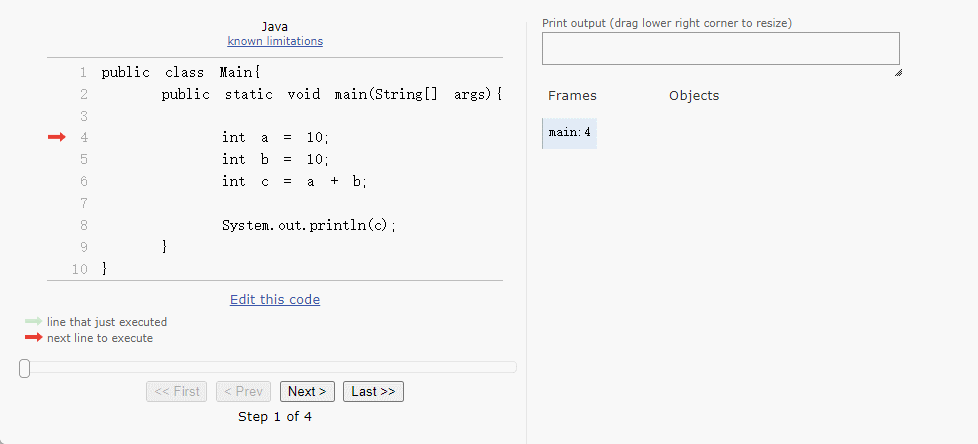 Java
known limitations
1 public class Main{
2 public static void main(String[] args){
3
4 int a = 10;
5 int b = 10;
6 int c = a + b;
7
8 System.out.println(c);
9 }
10 }
Edit this code
line that just executed
next line to execute
<< First < Prev Next > Last >>
Step 1 of 4
Print output (drag lower right corner to resize)
Frames Objects
main:4